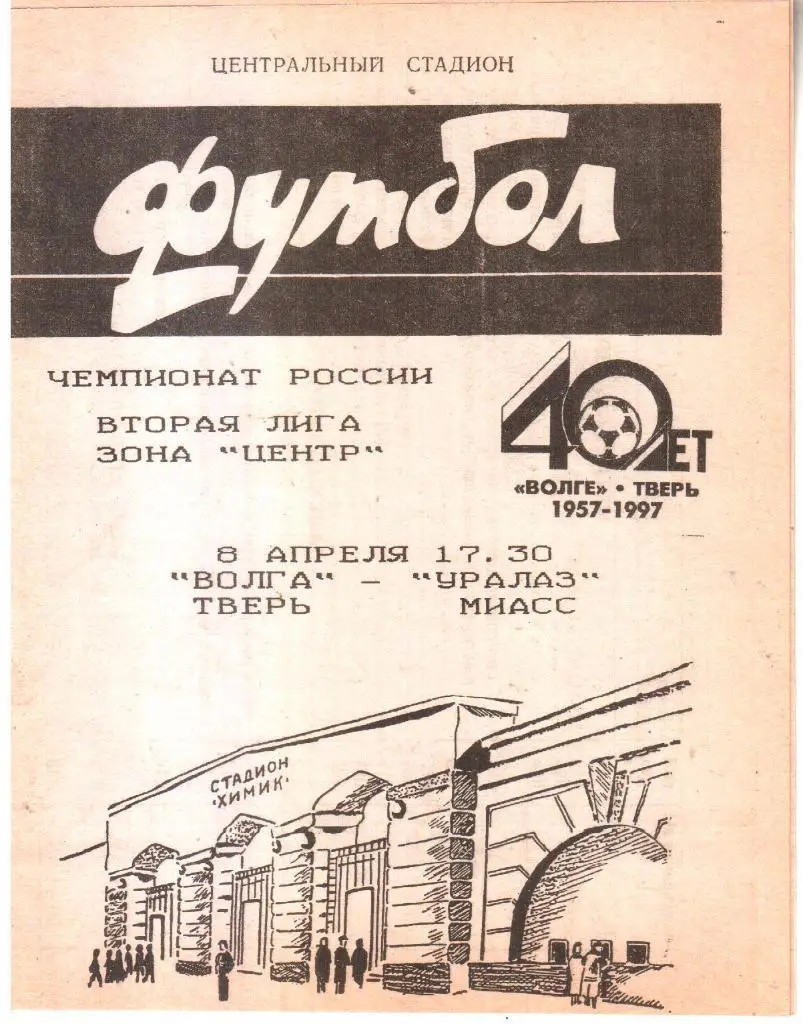 ЦЕНТРАЛЬНЫЙ СТАДИОН
футбол
ЧЕМПИОНАТ РОССИИ
ВТОРАЯ ЛИГА
ЗОНА "ЦЕНТР"
40 ЛЕТ
«ВОЛГЕ» • ТВЕРЬ
1957-1997
8 АПРЕЛЯ 17.30
"ВОЛГА" - "УРАЛАЗ"
ТВЕРЬ МИАСС
СТАДИОН
"ХИМИК"